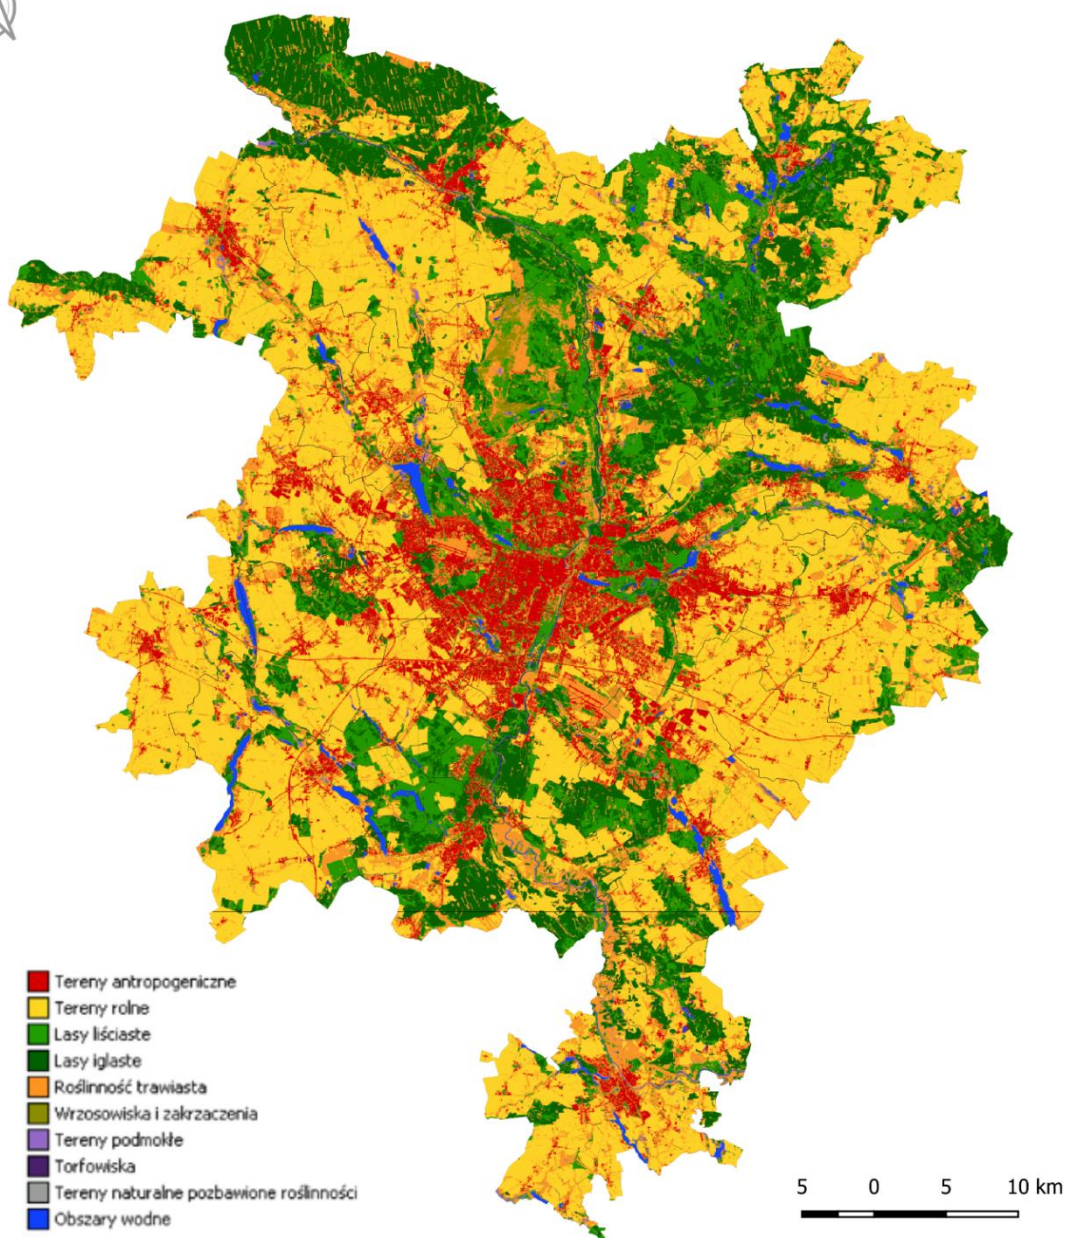 Tereny antropogeniczne
Tereny rolne
Lasy liściaste
Lasy iglaste
Roślinność trawiasta
Wrzosowiska i zakrzaczenia
Tereny podmokłe
Torfowiska
Tereny naturalne pozbawione roślinności
Obszary wodne
5 0 5 10 km